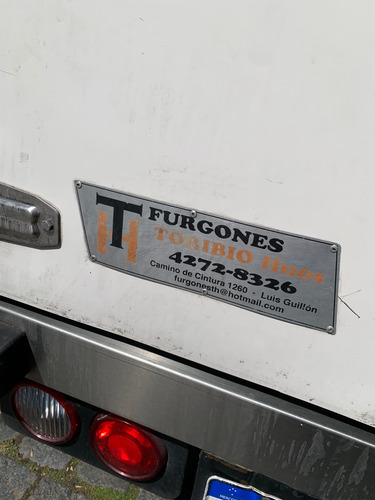 TH
FURGONES
TORIBIO Hnos
4272-8326
Camino de Cintura 1260 - Luis Guillón
furgonesth@hotmail.com